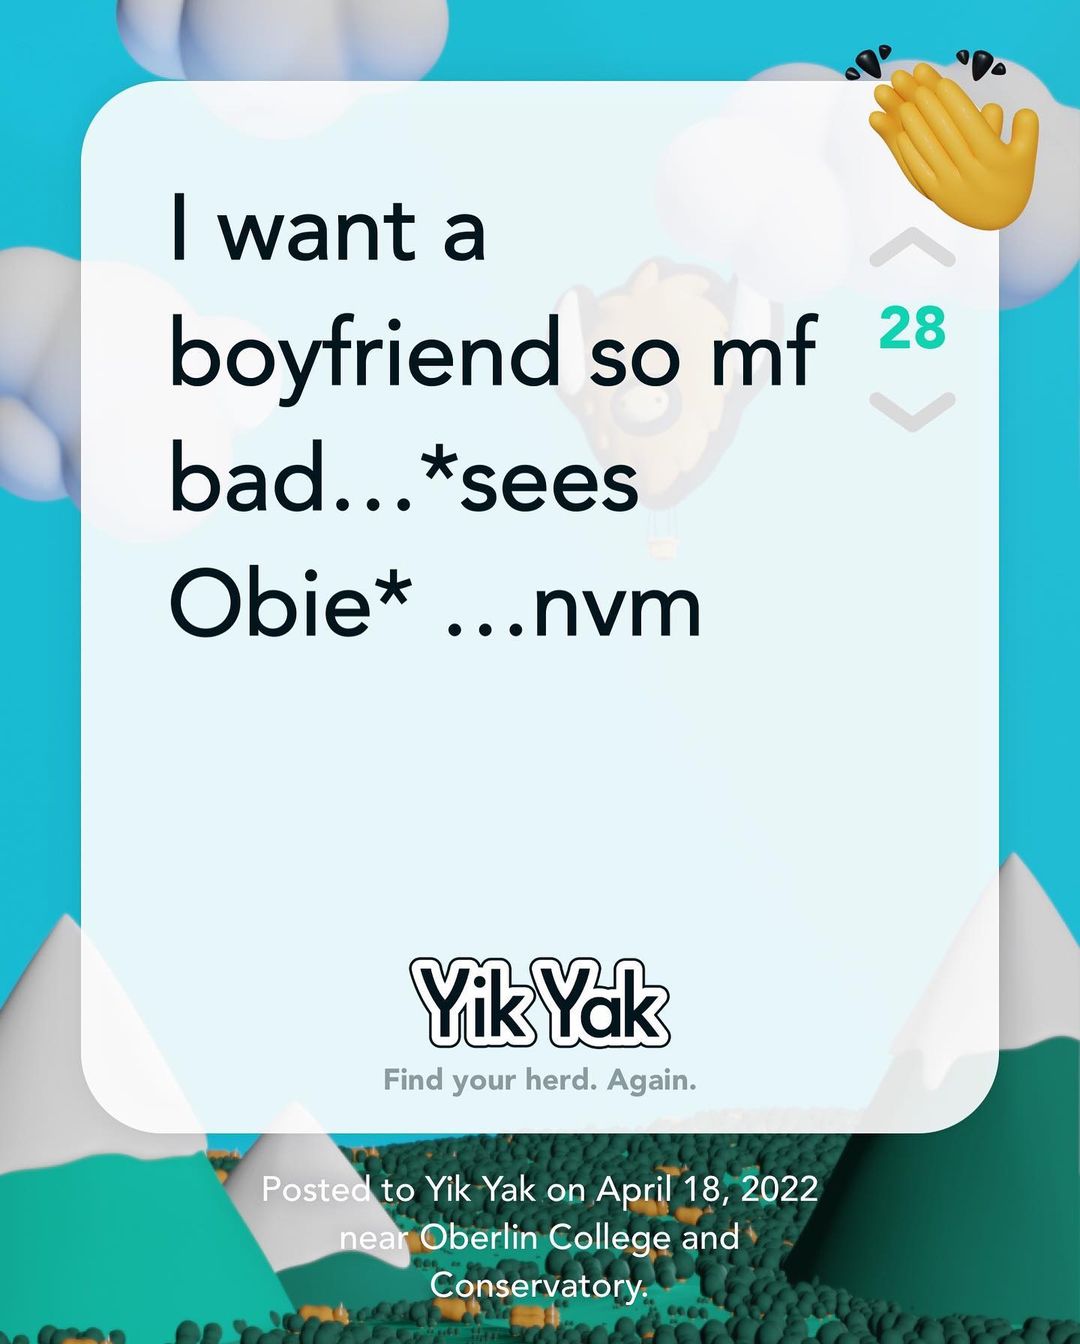 I want a
boyfriend so mf
bad...*sees
Obie* ...nvm
28
Yik Yak
Find your herd. Again.
Posted to Yik Yak on April 18, 2022
near Oberlin College and
Conservatory.